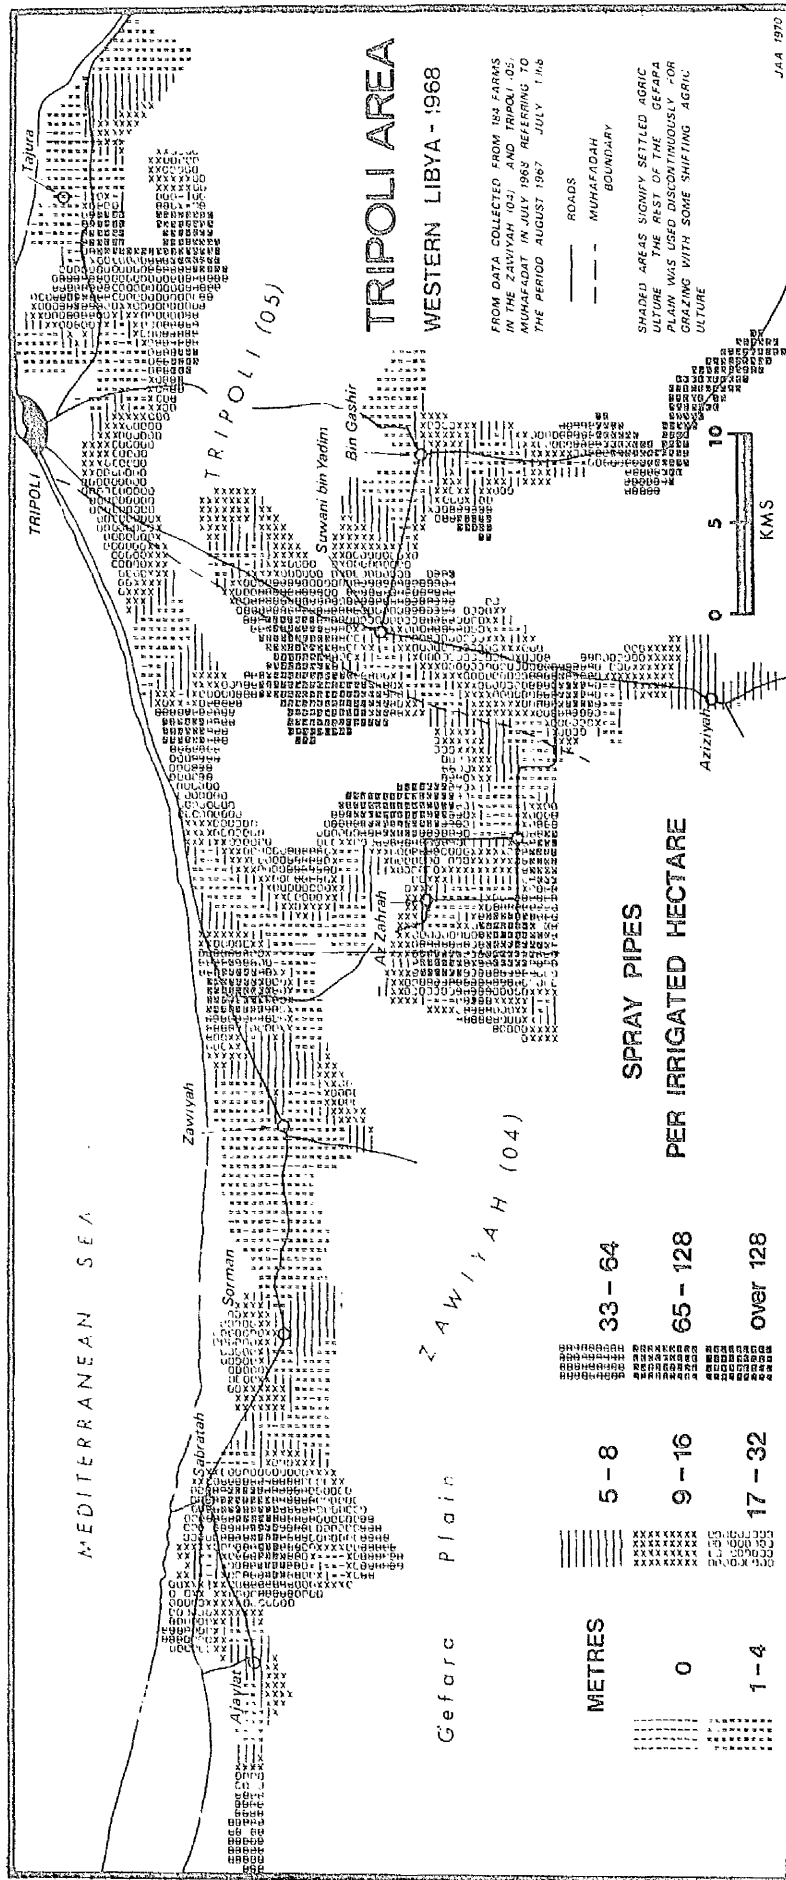 TRIPOLI AREA
WESTERN LIBYA - 1968
FROM DATA COLLECTED FROM 184 FARMS
IN THE ZAWIYAH (04) AND TRIPOLI (05)
MUHAFADAT IN JULY 1968 REFERRING TO
THE PERIOD AUGUST 1967 JULY
ROADS
MUHAFADAH
BOUNDARY
SHADED AREAS SIGNIFY SETTLED AGRIC
ULTURE THE REST OF THE GEFARA
PLAIN WAS USED DISCONTINUOUSLY FOR
GRAZING WITH SOME SHIFTING AGRIC
ULTURE
JAA 1970
MEDITERRANEAN SEA
Ajaylat
Sabratah
Sorman
Zawiyah
TRIPOLI
Tajura
TRIPOLI (05)
Suwani bin Yadim
Bin Gashir
Az Zahrah
Aziziyah
ZAWIYAH (04)
Gefara Plain
0 5 10
KMS
SPRAY PIPES
PER IRRIGATED HECTARE
METRES
0
1-4
5-8
9-16
17-32
33-64
65-128
over 128